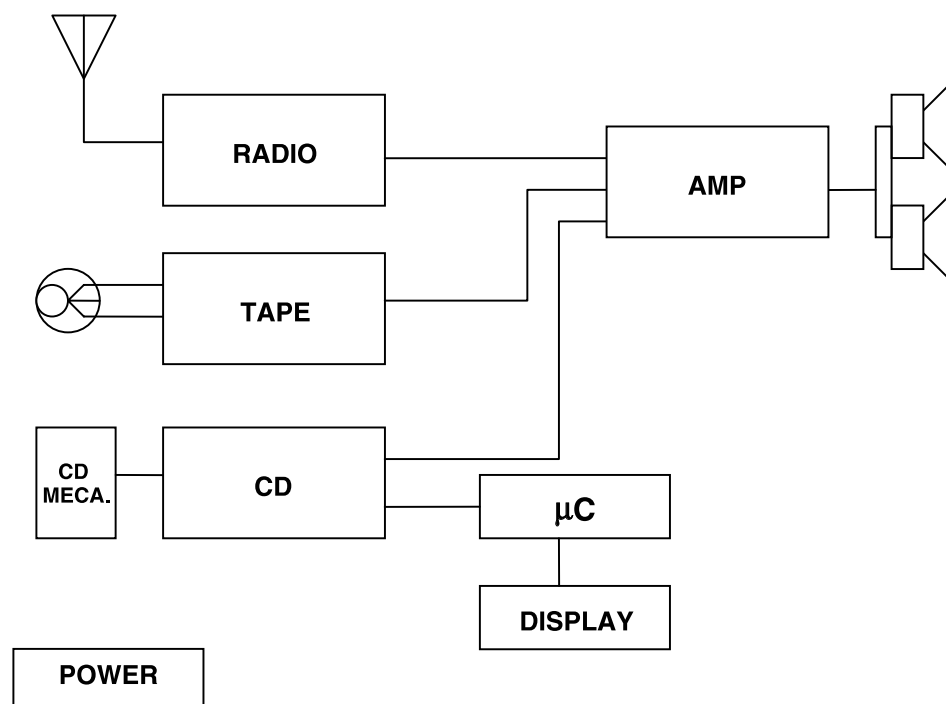 RADIO
AMP
TAPE
CD
MECA.
CD
μC
DISPLAY
POWER